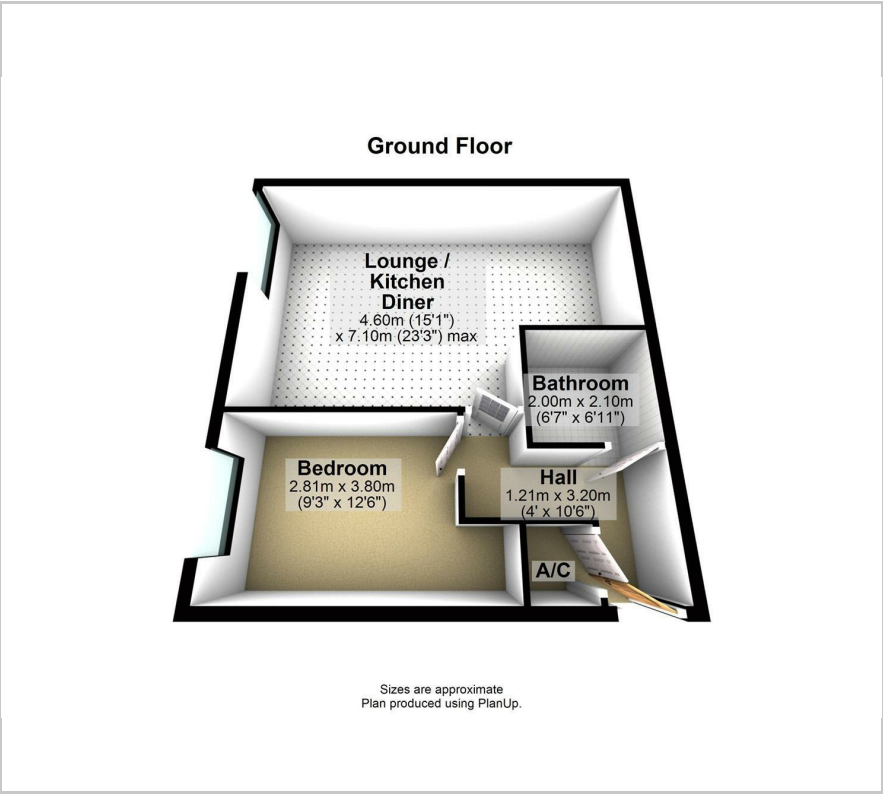 Ground Floor
Lounge /
Kitchen
Diner
4.60m (15'1")
x 7.10m (23'3") max
Bathroom
2.00m x 2.10m
(6'7" x 6'11")
Bedroom
2.81m x 3.80m
(9'3" x 12'6")
Hall
1.21m x 3.20m
(4' x 10'6")
A/C
Sizes are approximate
Plan produced using PlanUp.